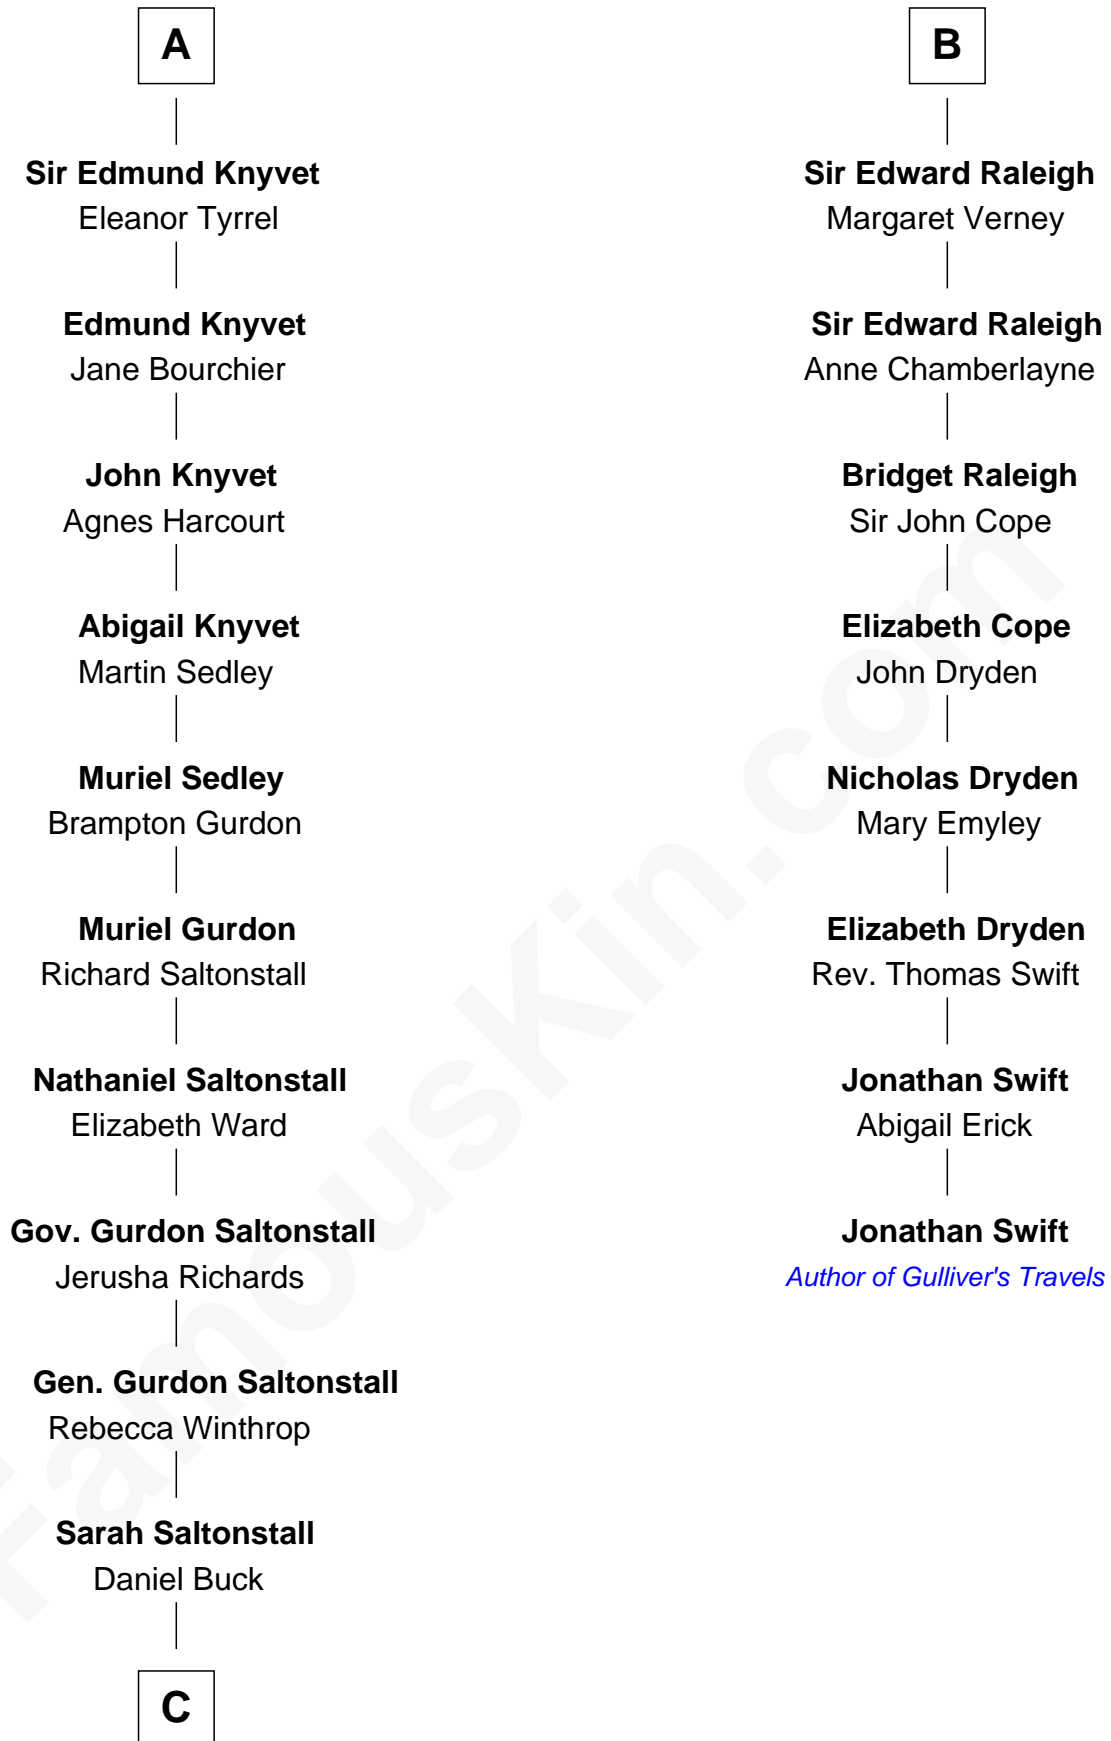 A
Sir Edmund Knyvet
Eleanor Tyrrel
Edmund Knyvet
Jane Bourchier
John Knyvet
Agnes Harcourt
Abigail Knyvet
Martin Sedley
Muriel Sedley
Brampton Gurdon
Muriel Gurdon
Richard Saltonstall
Nathaniel Saltonstall
Elizabeth Ward
Gov. Gurdon Saltonstall
Jerusha Richards
Gen. Gurdon Saltonstall
Rebecca Winthrop
Sarah Saltonstall
Daniel Buck
C
B
Sir Edward Raleigh
Margaret Verney
Sir Edward Raleigh
Anne Chamberlayne
Bridget Raleigh
Sir John Cope
Elizabeth Cope
John Dryden
Nicholas Dryden
Mary Emyley
Elizabeth Dryden
Rev. Thomas Swift
Jonathan Swift
Abigail Erick
Jonathan Swift
Author of Gulliver's Travels
FamousKin.com